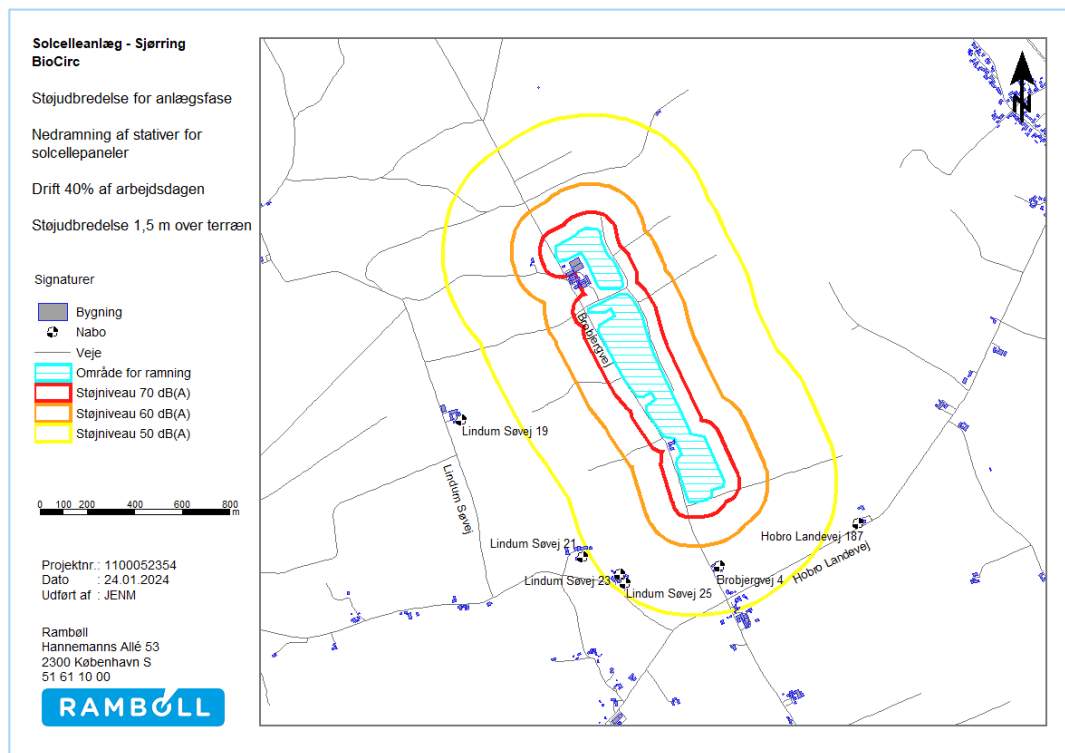 Solcelleanlæg - Sjørring
BioCirc
Støjudbredelse for anlægsfase
Nedramning af stativer for
solcellepaneler
Drift 40% af arbejdsdagen
Støjudbredelse 1,5 m over terræn
Signaturer
Bygning
Nabo
Veje
Område for ramning
Støjniveau 70 dB(A)
Støjniveau 60 dB(A)
Støjniveau 50 dB(A)
0 100 200 400 600 800
m
Projektnr.: 1100052354
Dato : 24.01.2024
Udført af : JENM
Rambøll
Hannemanns Allé 53
2300 København S
51 61 10 00
RAMBOLL
N
Brobjergvej
Lindum Søvej 19
Lindum Søvej
Lindum Søvej 21
Lindum Søvej 23
Lindum Søvej 25
Brobjergvej 4
Hobro Landevej 187
Hobro Landevej